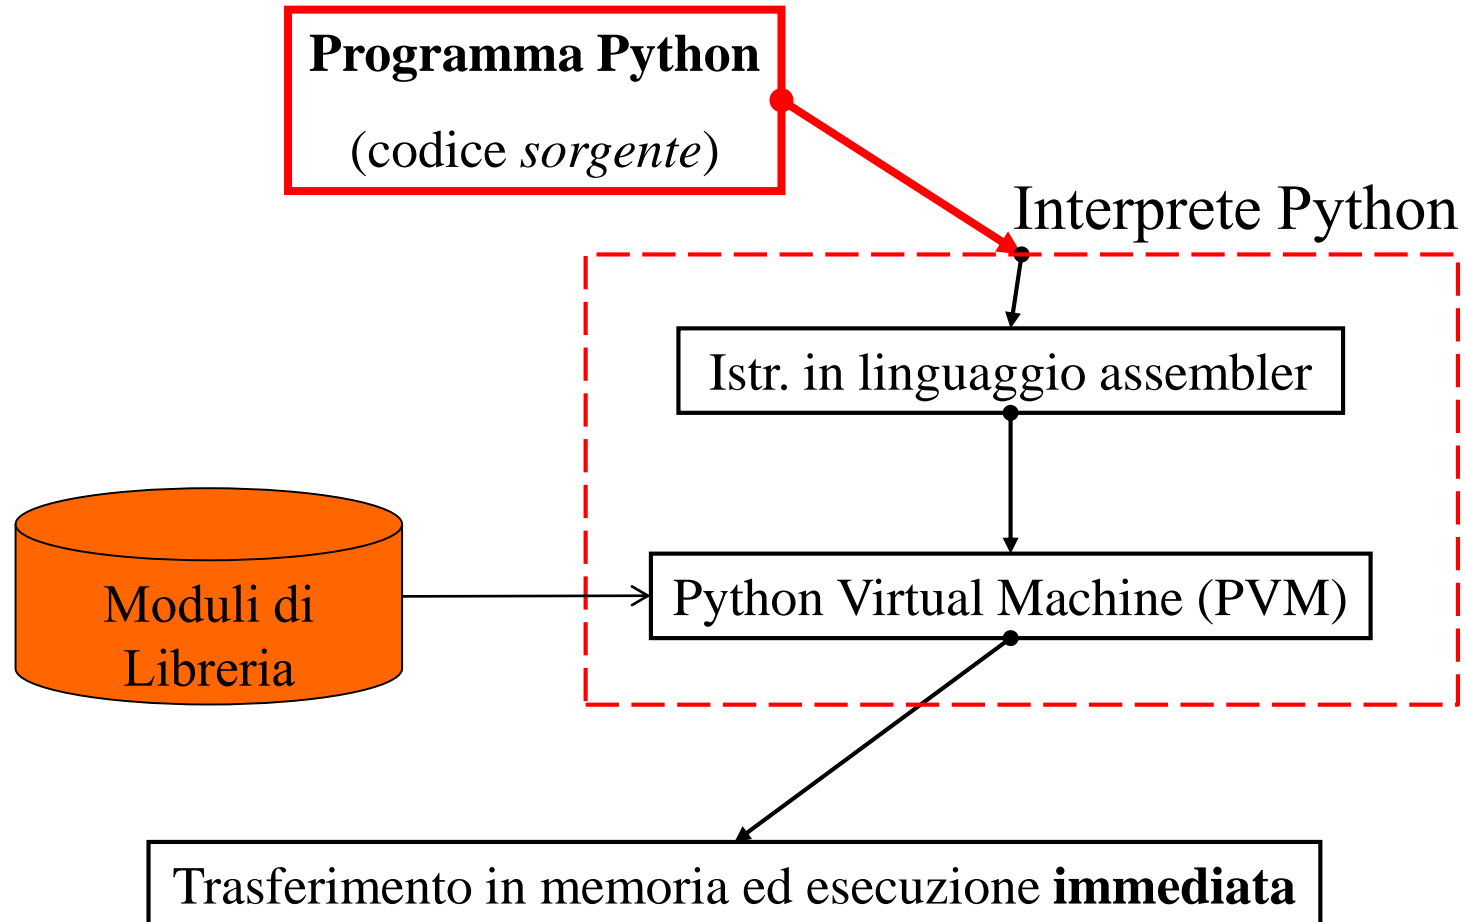 Programma Python
(codice sorgente)
Interprete Python
Istr. in linguaggio assembler
Moduli di
Libreria
Python Virtual Machine (PVM)
Trasferimento in memoria ed esecuzione immediata